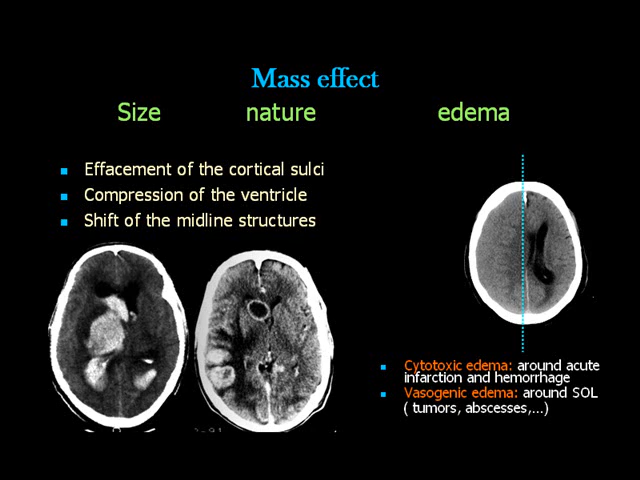 Mass effect
Size nature edema
Effacement of the cortical sulci
Compression of the ventricle
Shift of the midline structures
Cytotoxic edema: around acute
infarction and hemorrhage
Vasogenic edema: around SOL
( tumors, abscesses,...)